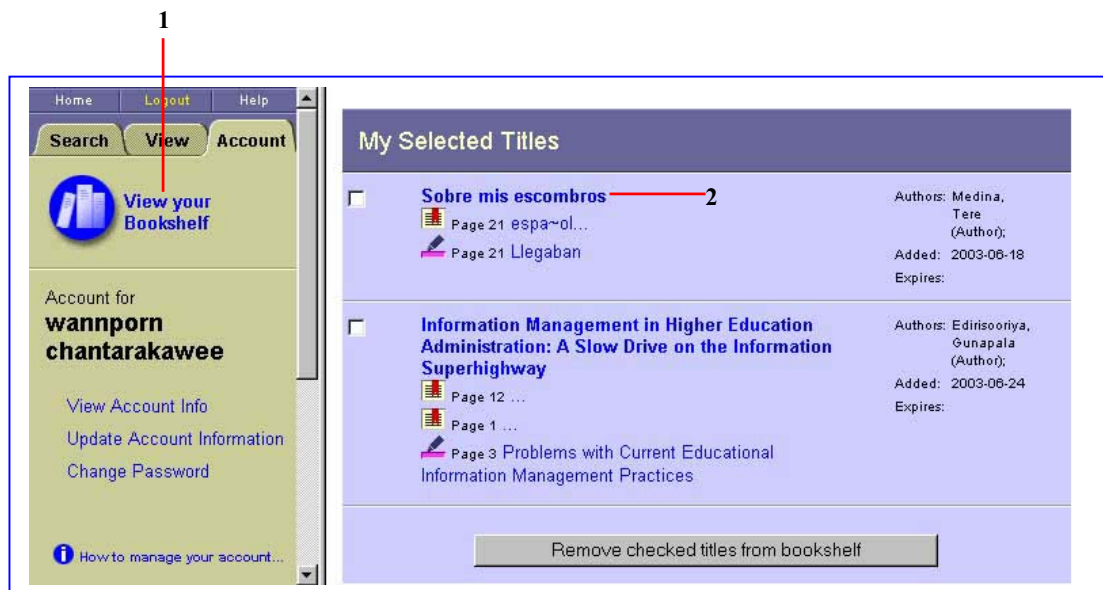 1
Home Logout Help
Search View Account
View your
Bookshelf
Account for
wannporn
chantarakawee
View Account Info
Update Account Information
Change Password
How to manage your account...
My Selected Titles
Sobre mis escombros
2
Page 21 espa~ol...
Page 21 Llegaban
Authors: Medina,
Tere
(Author);
Added: 2003-06-18
Expires:
Information Management in Higher Education
Administration: A Slow Drive on the Information
Superhighway
Page 12 ...
Page 1 ...
Page 3 Problems with Current Educational
Information Management Practices
Authors: Edirisooriya,
Gunapala
(Author);
Added: 2003-06-24
Expires:
Remove checked titles from bookshelf